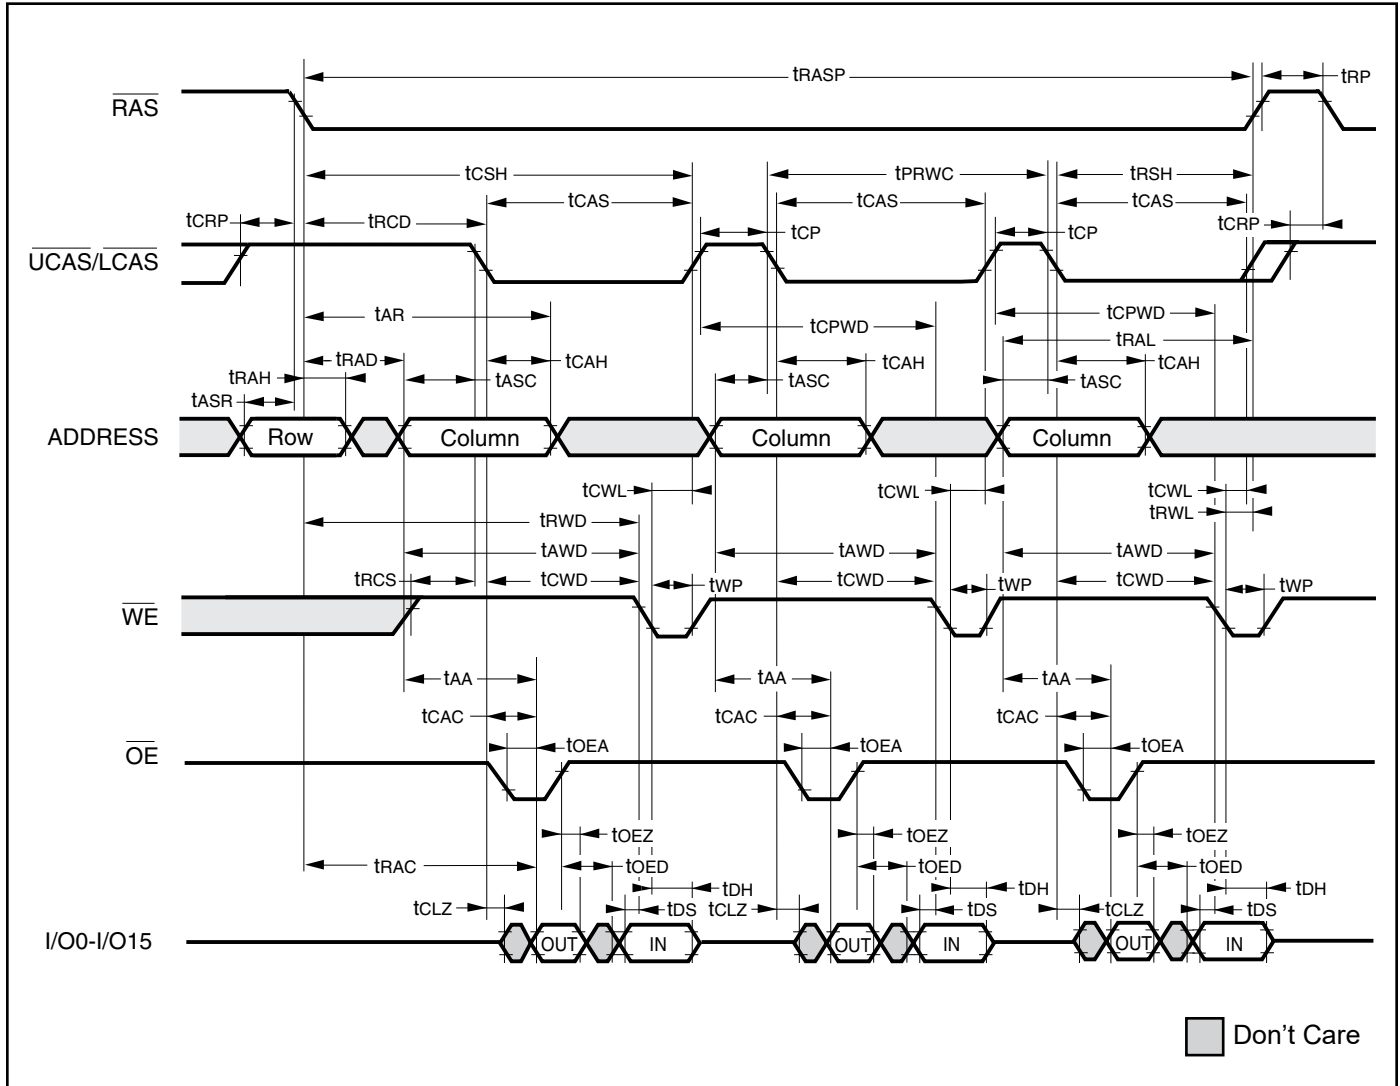 tRASP
tRP
RAS
tCSH
tPRWC
tRSH
tCAS
tCAS
tCAS
tCRP
tRCD
tCP
tCP
tCRP
UCAS/LCAS
tAR
tCPWD
tCPWD
tRAL
tRAD
tCAH
tCAH
tCAH
tRAH
tASC
tASC
tASC
tASR
ADDRESS
Row
Column
Column
Column
tCWL
tCWL
tCWL
tRWL
tRWD
tAWD
tAWD
tAWD
tRCS
tCWD
tWP
tCWD
tWP
tCWD
tWP
WE
tAA
tAA
tAA
tCAC
tCAC
tCAC
tOEA
tOEA
tOEA
OE
tOEZ
tOEZ
tOEZ
tRAC
tOED
tOED
tOED
tDH
tDH
tDH
tCLZ
tDS
tCLZ
tDS
tCLZ
tDS
I/O0-I/O15
OUT
IN
OUT
IN
OUT
IN
Don't Care